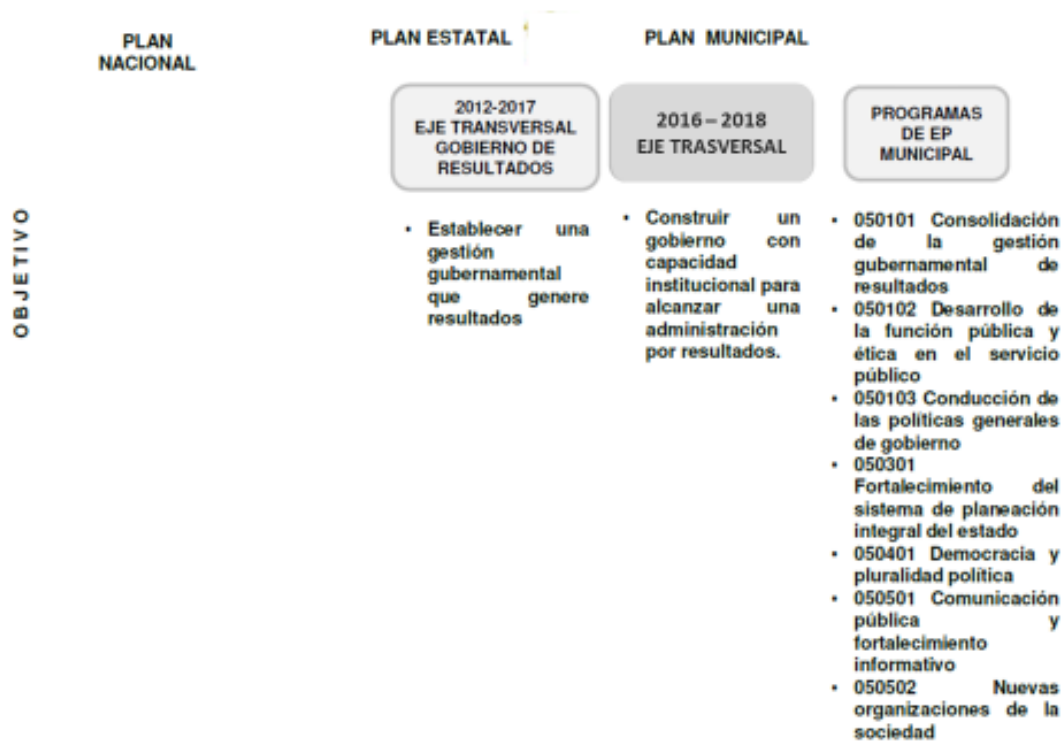 PLAN
NACIONAL
PLAN ESTATAL
PLAN MUNICIPAL
2012-2017
EJE TRANSVERSAL
GOBIERNO DE
RESULTADOS
2016 – 2018
EJE TRASVERSAL
PROGRAMAS
DE EP
MUNICIPAL
OBJETIVO
• Establecer una
gestión
gubernamental
que genere
resultados
• Construir un
gobierno con
capacidad
institucional para
alcanzar una
administración
por resultados.
• 050101 Consolidación
de la gestión
gubernamental de
resultados
• 050102 Desarrollo de
la función pública y
ética en el servicio
público
• 050103 Conducción de
las políticas generales
de gobierno
• 050301
Fortalecimiento del
sistema de planeación
integral del estado
• 050401 Democracia y
pluralidad política
• 050501 Comunicación
pública y
fortalecimiento
informativo
• 050502 Nuevas
organizaciones de la
sociedad